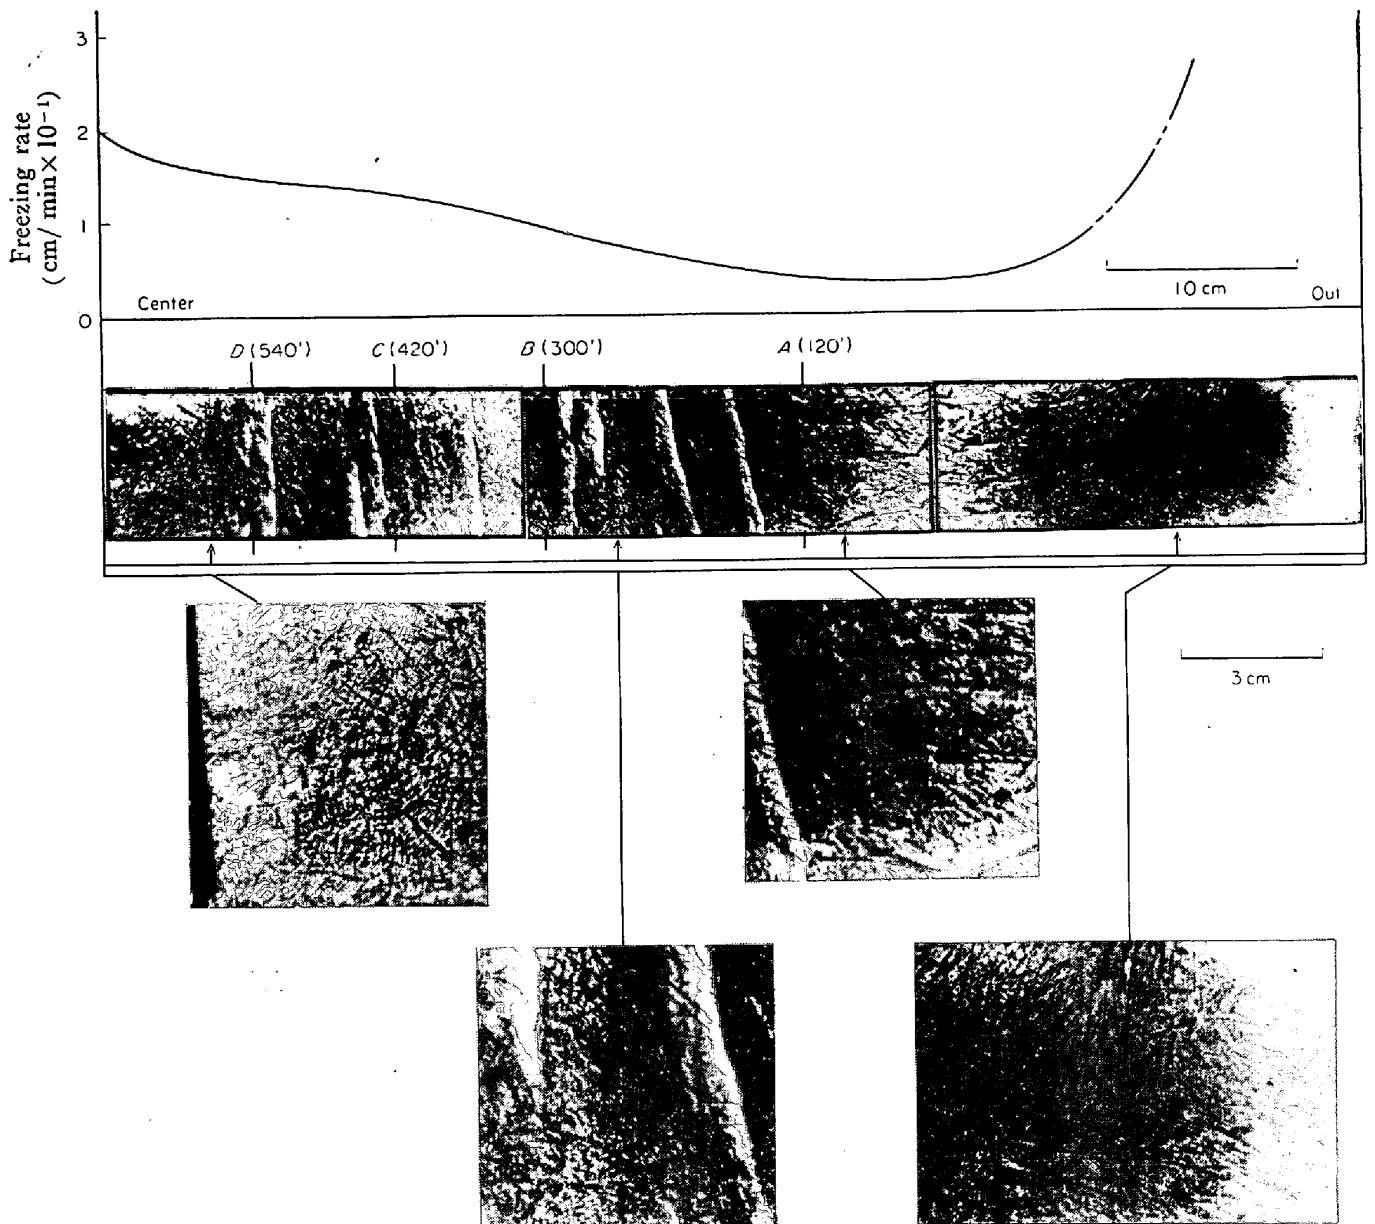 3
2
1
0
Freezing rate
(cm/min×10⁻¹)
Center
10 cm
Out
D (540')
C (420')
B (300')
A (120')
3 cm